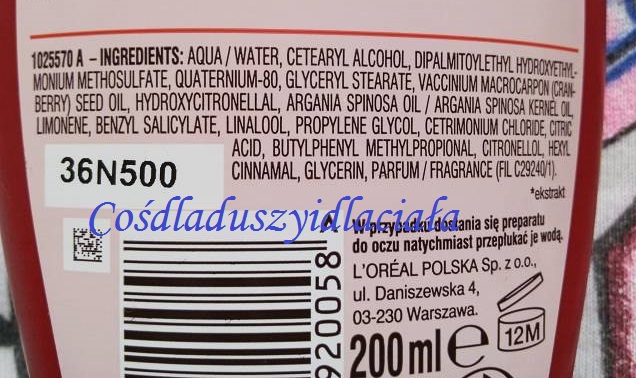 1025570 A – INGREDIENTS: AQUA / WATER, CETEARYL ALCOHOL, DIPALMITOYLETHYL HYDROXYETHYL-
MONIUM METHOSULFATE, QUATERNIUM-80, GLYCERYL STEARATE, VACCINIUM MACROCARPON (CRAN-
BERRY) SEED OIL, HYDROXYCITRONELLAL, ARGANIA SPINOSA OIL / ARGANIA SPINOSA KERNEL OIL,
LIMONENE, BENZYL SALICYLATE, LINALOOL, PROPYLENE GLYCOL, CETRIMONIUM CHLORIDE, CITRIC
ACID, BUTYLPHENYL METHYLPROPIONAL, CITRONELLOL, HEXYL
CINNAMAL, GLYCERIN, PARFUM / FRAGRANCE (FIL C29240/1).
36N500
*ekstrakt
Cośdladuszyidlaciała
W przypadku dostania się preparatu
do oczu natychmiast przepłukać je wodą.
L'ORÉAL POLSKA Sp. z o.o.,
ul. Daniszewska 4,
03-230 Warszawa.
200 ml e
12M
920058